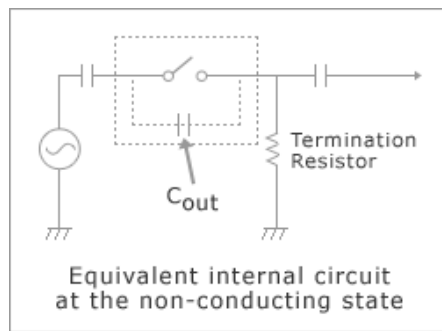 Termination
Resistor
Cout
Equivalent internal circuit
at the non-conducting state